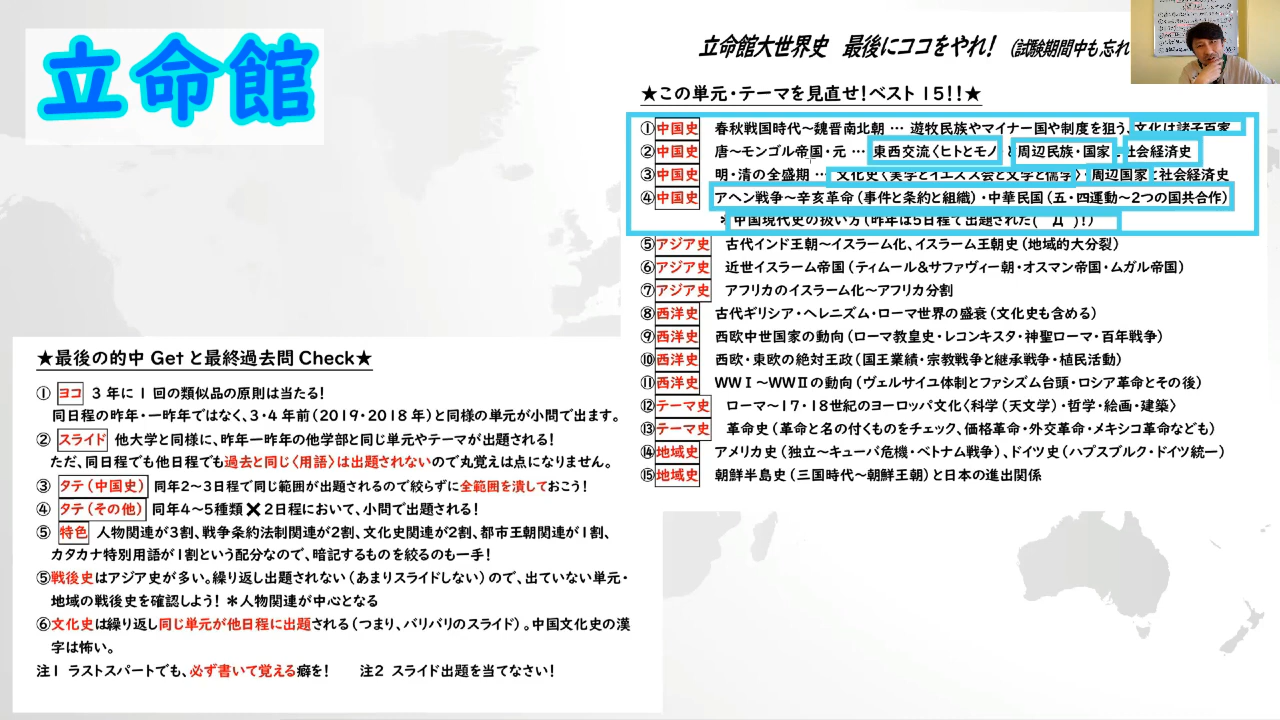 立命館
立命館大世界史 最後にココをやれ！（試験期間中も忘れ
★この単元・テーマを見直せ！ベスト15！！★
①中国史 春秋戦国時代～魏晋南北朝 … 遊牧民族やマイナー国や制度を狙う、文化は諸子百家
②中国史 唐～モンゴル帝国・元 … 東西交流〈ヒトとモノ と 周辺民族・国家 社会経済史
③中国史 明・清の全盛期 … 文化史〈実学とイエズス会と文学と儒学〉 周辺国家と社会経済史
④中国史 アヘン戦争～辛亥革命（事件と条約と組織）・中華民国（五・四運動～2つの国共合作）
＊中国現代史の扱い方（昨年は5日程で出題された(ﾟДﾟ)！）
⑤アジア史 古代インド王朝～イスラーム化、イスラーム王朝史（地域的大分裂）
⑥アジア史 近世イスラーム帝国（ティムール＆サファヴィー朝・オスマン帝国・ムガル帝国）
⑦アジア史 アフリカのイスラーム化～アフリカ分割
⑧西洋史 古代ギリシア・ヘレニズム・ローマ世界の盛衰（文化史も含める）
⑨西洋史 西欧中世国家の動向（ローマ教皇史・レコンキスタ・神聖ローマ・百年戦争）
⑩西洋史 西欧・東欧の絶対王政（国王業績・宗教戦争と継承戦争・植民活動）
⑪西洋史 WWⅠ～WWⅡの動向（ヴェルサイユ体制とファシズム台頭・ロシア革命とその後）
⑫テーマ史 ローマ～17・18世紀のヨーロッパ文化〈科学（天文学）・哲学・絵画・建築〉
⑬テーマ史 革命史（革命と名の付くものをチェック、価格革命・外交革命・メキシコ革命なども）
⑭地域史 アメリカ史（独立～キューバ危機・ベトナム戦争）、ドイツ史（ハプスブルク・ドイツ統一）
⑮地域史 朝鮮半島史（三国時代～朝鮮王朝）と日本の進出関係
★最後の的中 Get と最終過去問 Check★
① ヨコ 3年に1回の類似品の原則は当たる！
同日程の昨年・一昨年ではなく、3・4年前（2019・2018年）と同様の単元が小問で出ます。
② スライド 他大学と同様に、昨年一昨年の他学部と同じ単元やテーマが出題される！
ただ、同日程でも他日程でも過去と同じ〈用語〉は出題されないので丸覚えは点になりません。
③ タテ（中国史） 同年2～3日程で同じ範囲が出題されるので絞らずに全範囲を潰しておこう！
④ タテ（その他） 同年4～5種類✖2日程において、小問で出題される！
⑤ 特色 人物関連が3割、戦争条約法制関連が2割、文化史関連が2割、都市王朝関連が1割、
カタカナ特別用語が1割という配分なので、暗記するものを絞るのも一手！
⑤戦後史はアジア史が多い。繰り返し出題されない（あまりスライドしない）ので、出ていない単元・
地域の戦後史を確認しよう！ ＊人物関連が中心となる
⑥文化史は繰り返し同じ単元が他日程に出題される（つまり、バリバリのスライド）。中国文化史の漢
字は怖い。
注1 ラストスパートでも、必ず書いて覚える癖を！ 注2 スライド出題を当てなさい！